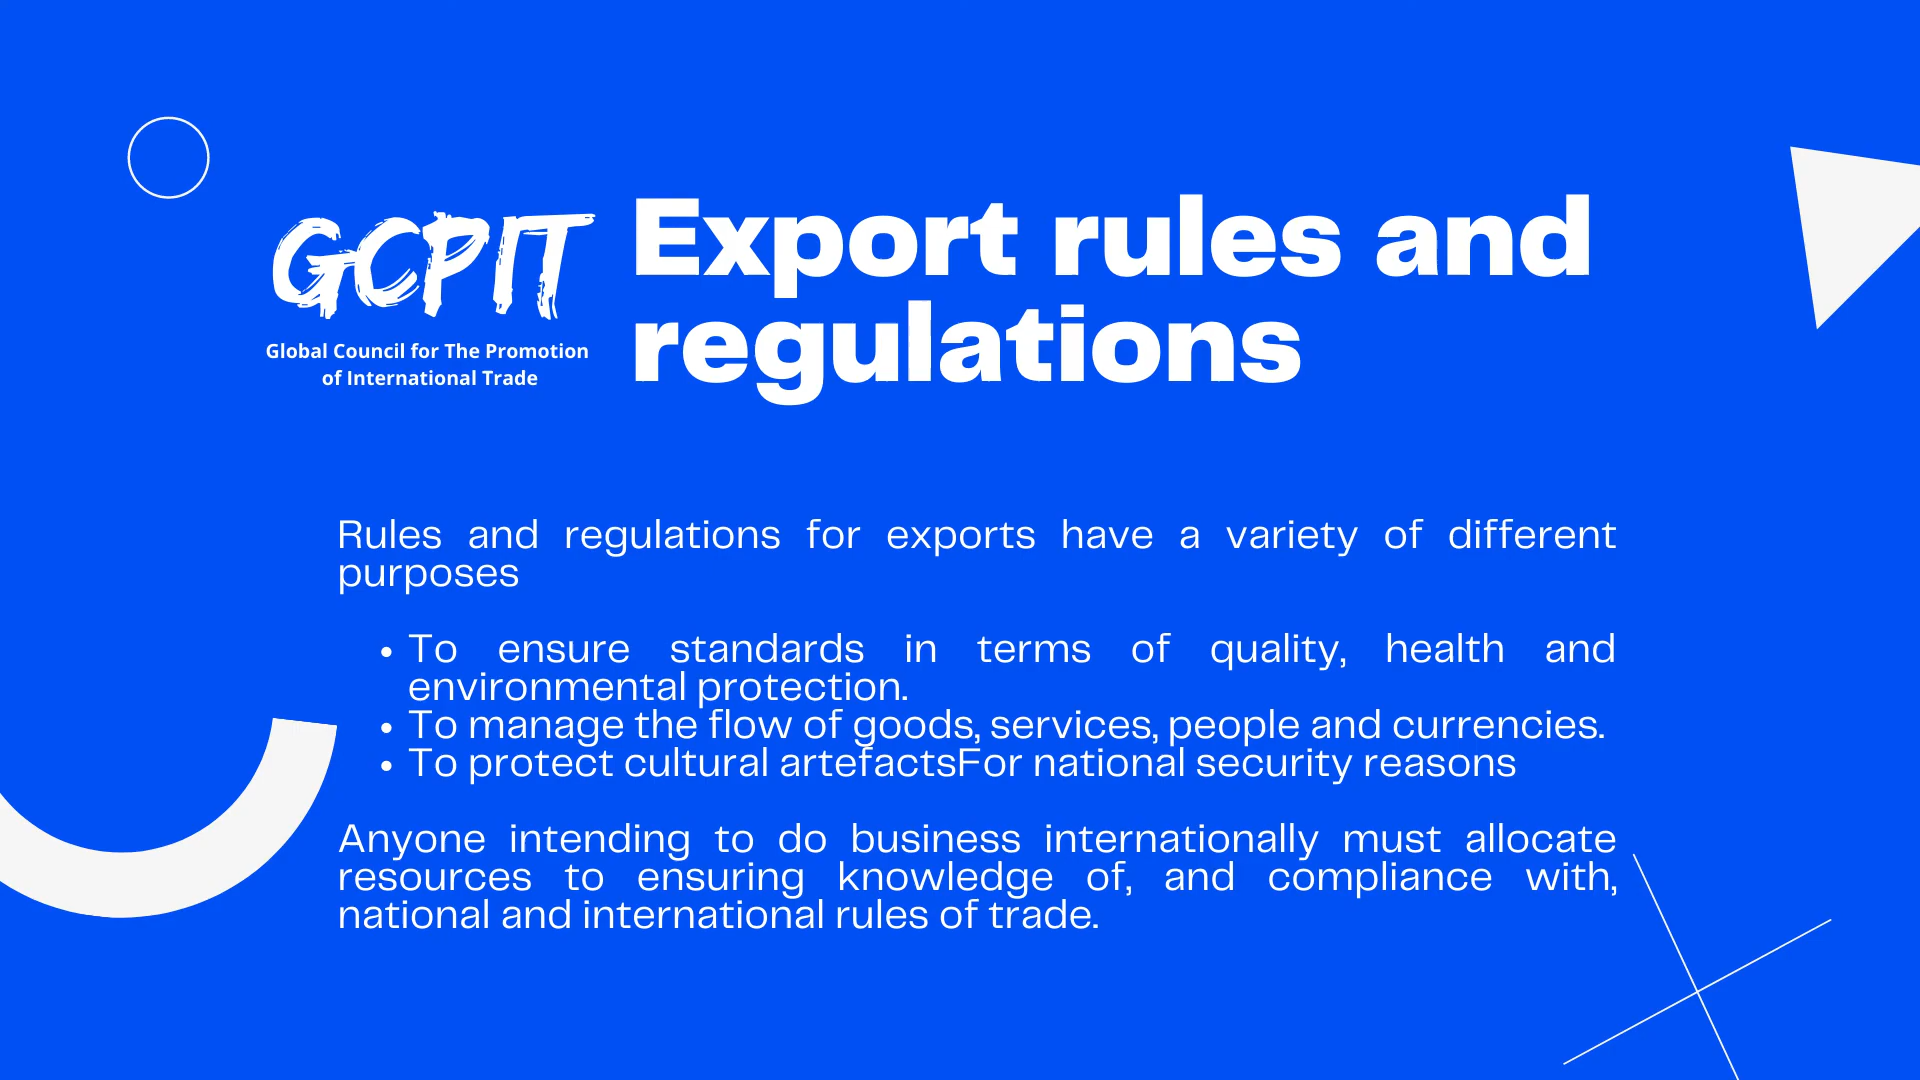 GCPIT
Global Council for The Promotion
of International Trade
Export rules and
regulations
Rules and regulations for exports have a variety of different
purposes
• To ensure standards in terms of quality, health and
environmental protection.
• To manage the flow of goods, services, people and currencies.
• To protect cultural artefactsFor national security reasons
Anyone intending to do business internationally must allocate
resources to ensuring knowledge of, and compliance with,
national and international rules of trade.